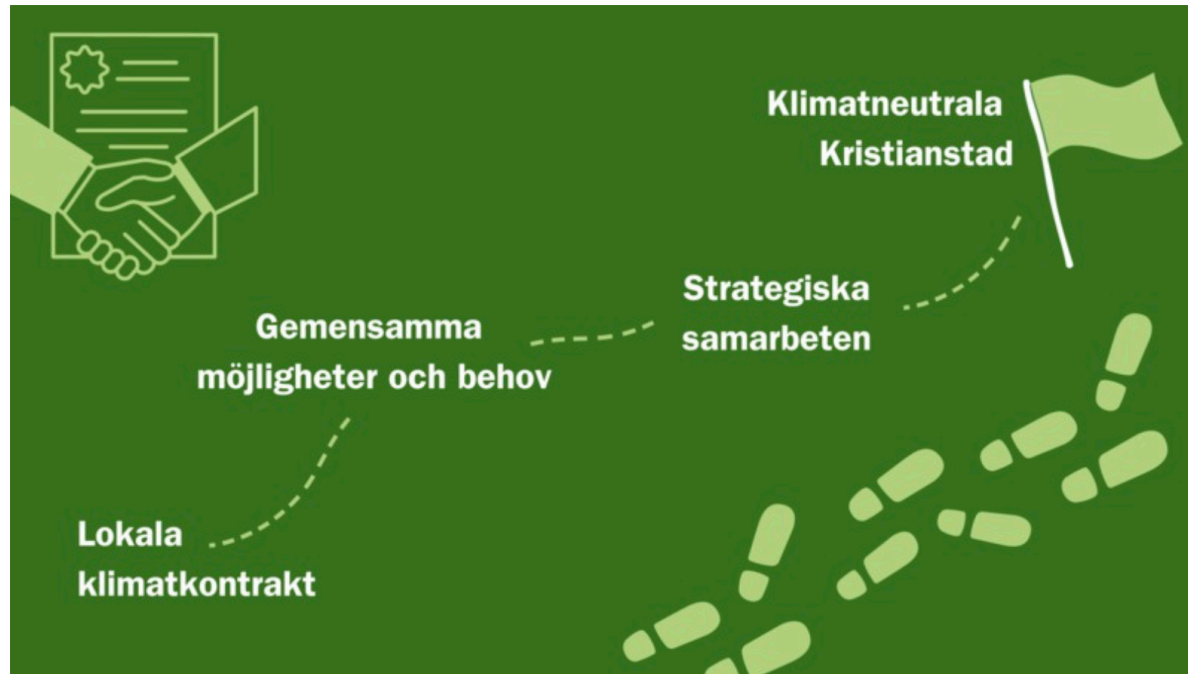 Klimatneutrala
Kristianstad
Strategiska
samarbeten
Gemensamma
möjligheter och behov
Lokala
klimatkontrakt